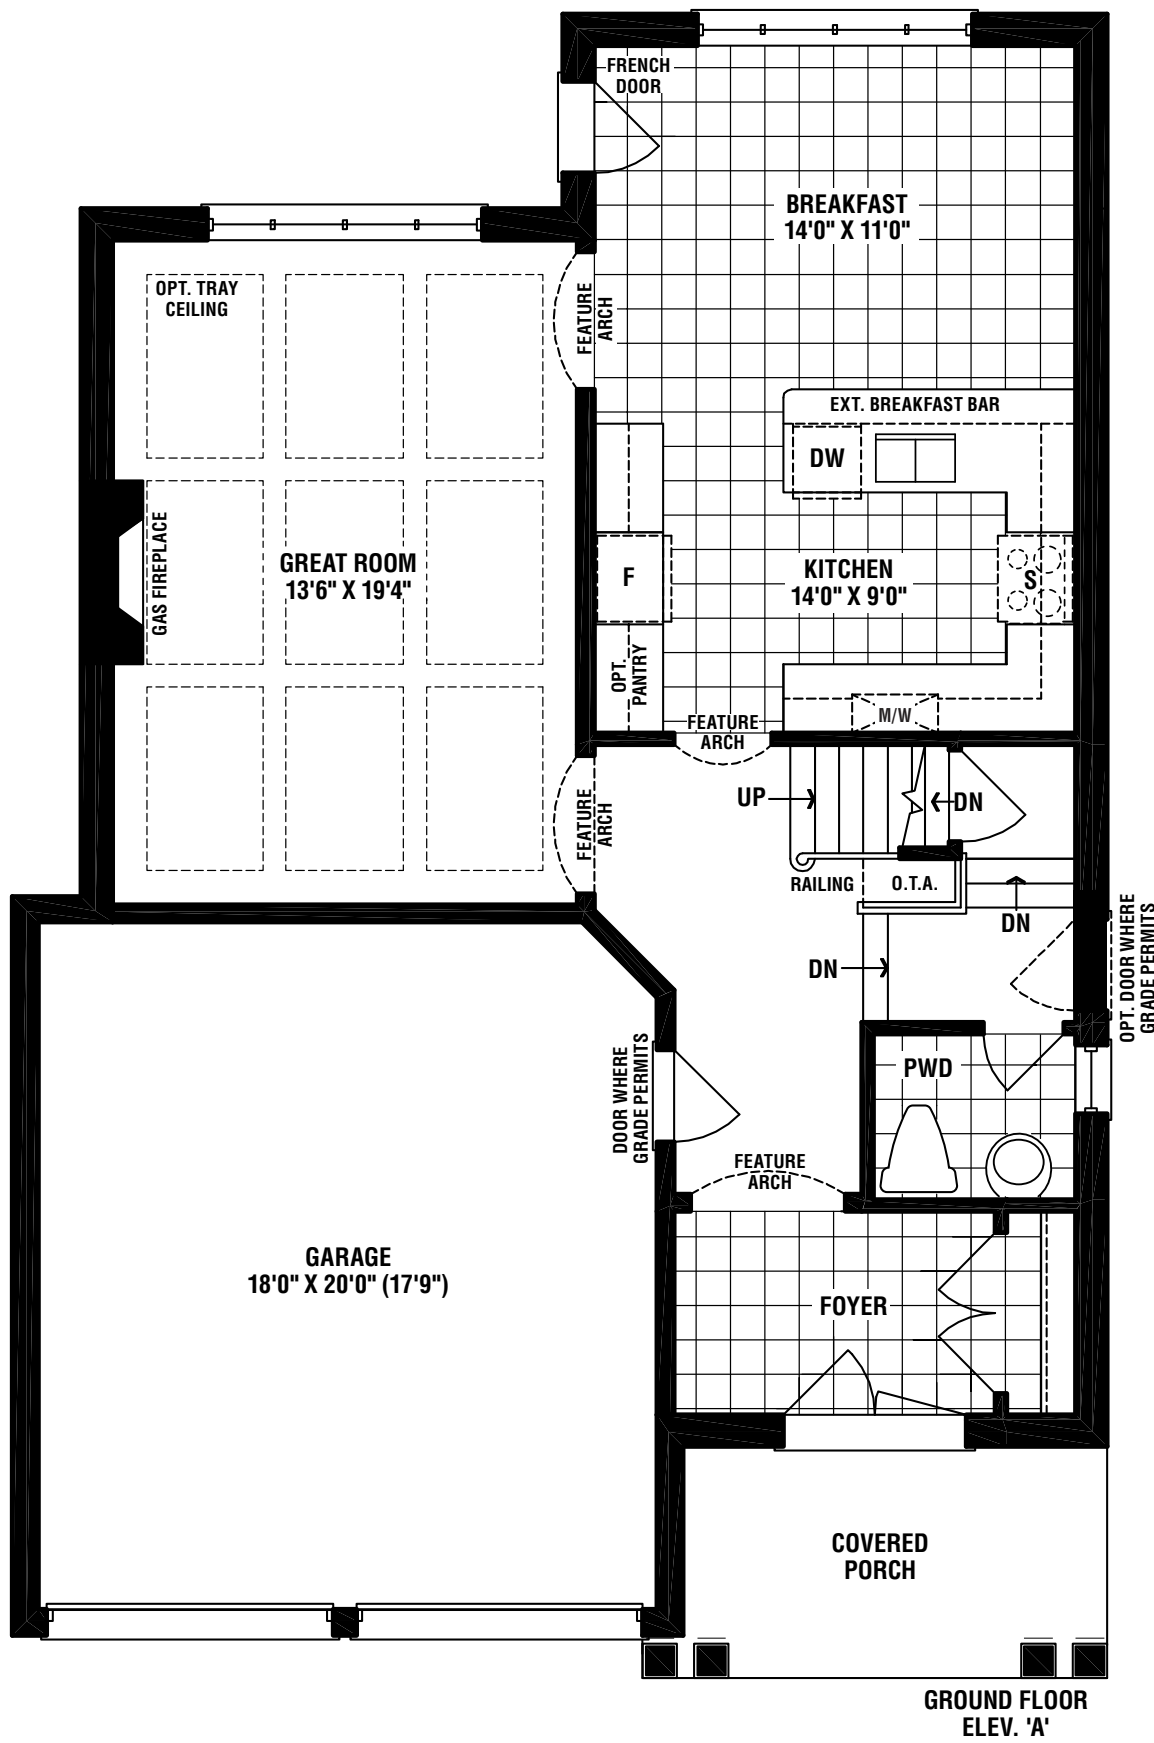 FRENCH
DOOR
BREAKFAST
14'0" X 11'0"
OPT. TRAY
CEILING
FEATURE
ARCH
EXT. BREAKFAST BAR
DW
GAS FIREPLACE
GREAT ROOM
13'6" X 19'4"
F
KITCHEN
14'0" X 9'0"
S
OPT.
PANTRY
M/W
FEATURE
ARCH
FEATURE
ARCH
UP
DN
RAILING
O.T.A.
DN
DN
OPT. DOOR WHERE
GRADE PERMITS
DOOR WHERE
GRADE PERMITS
PWD
FEATURE
ARCH
GARAGE
18'0" X 20'0" (17'9")
FOYER
COVERED
PORCH
GROUND FLOOR
ELEV. 'A'